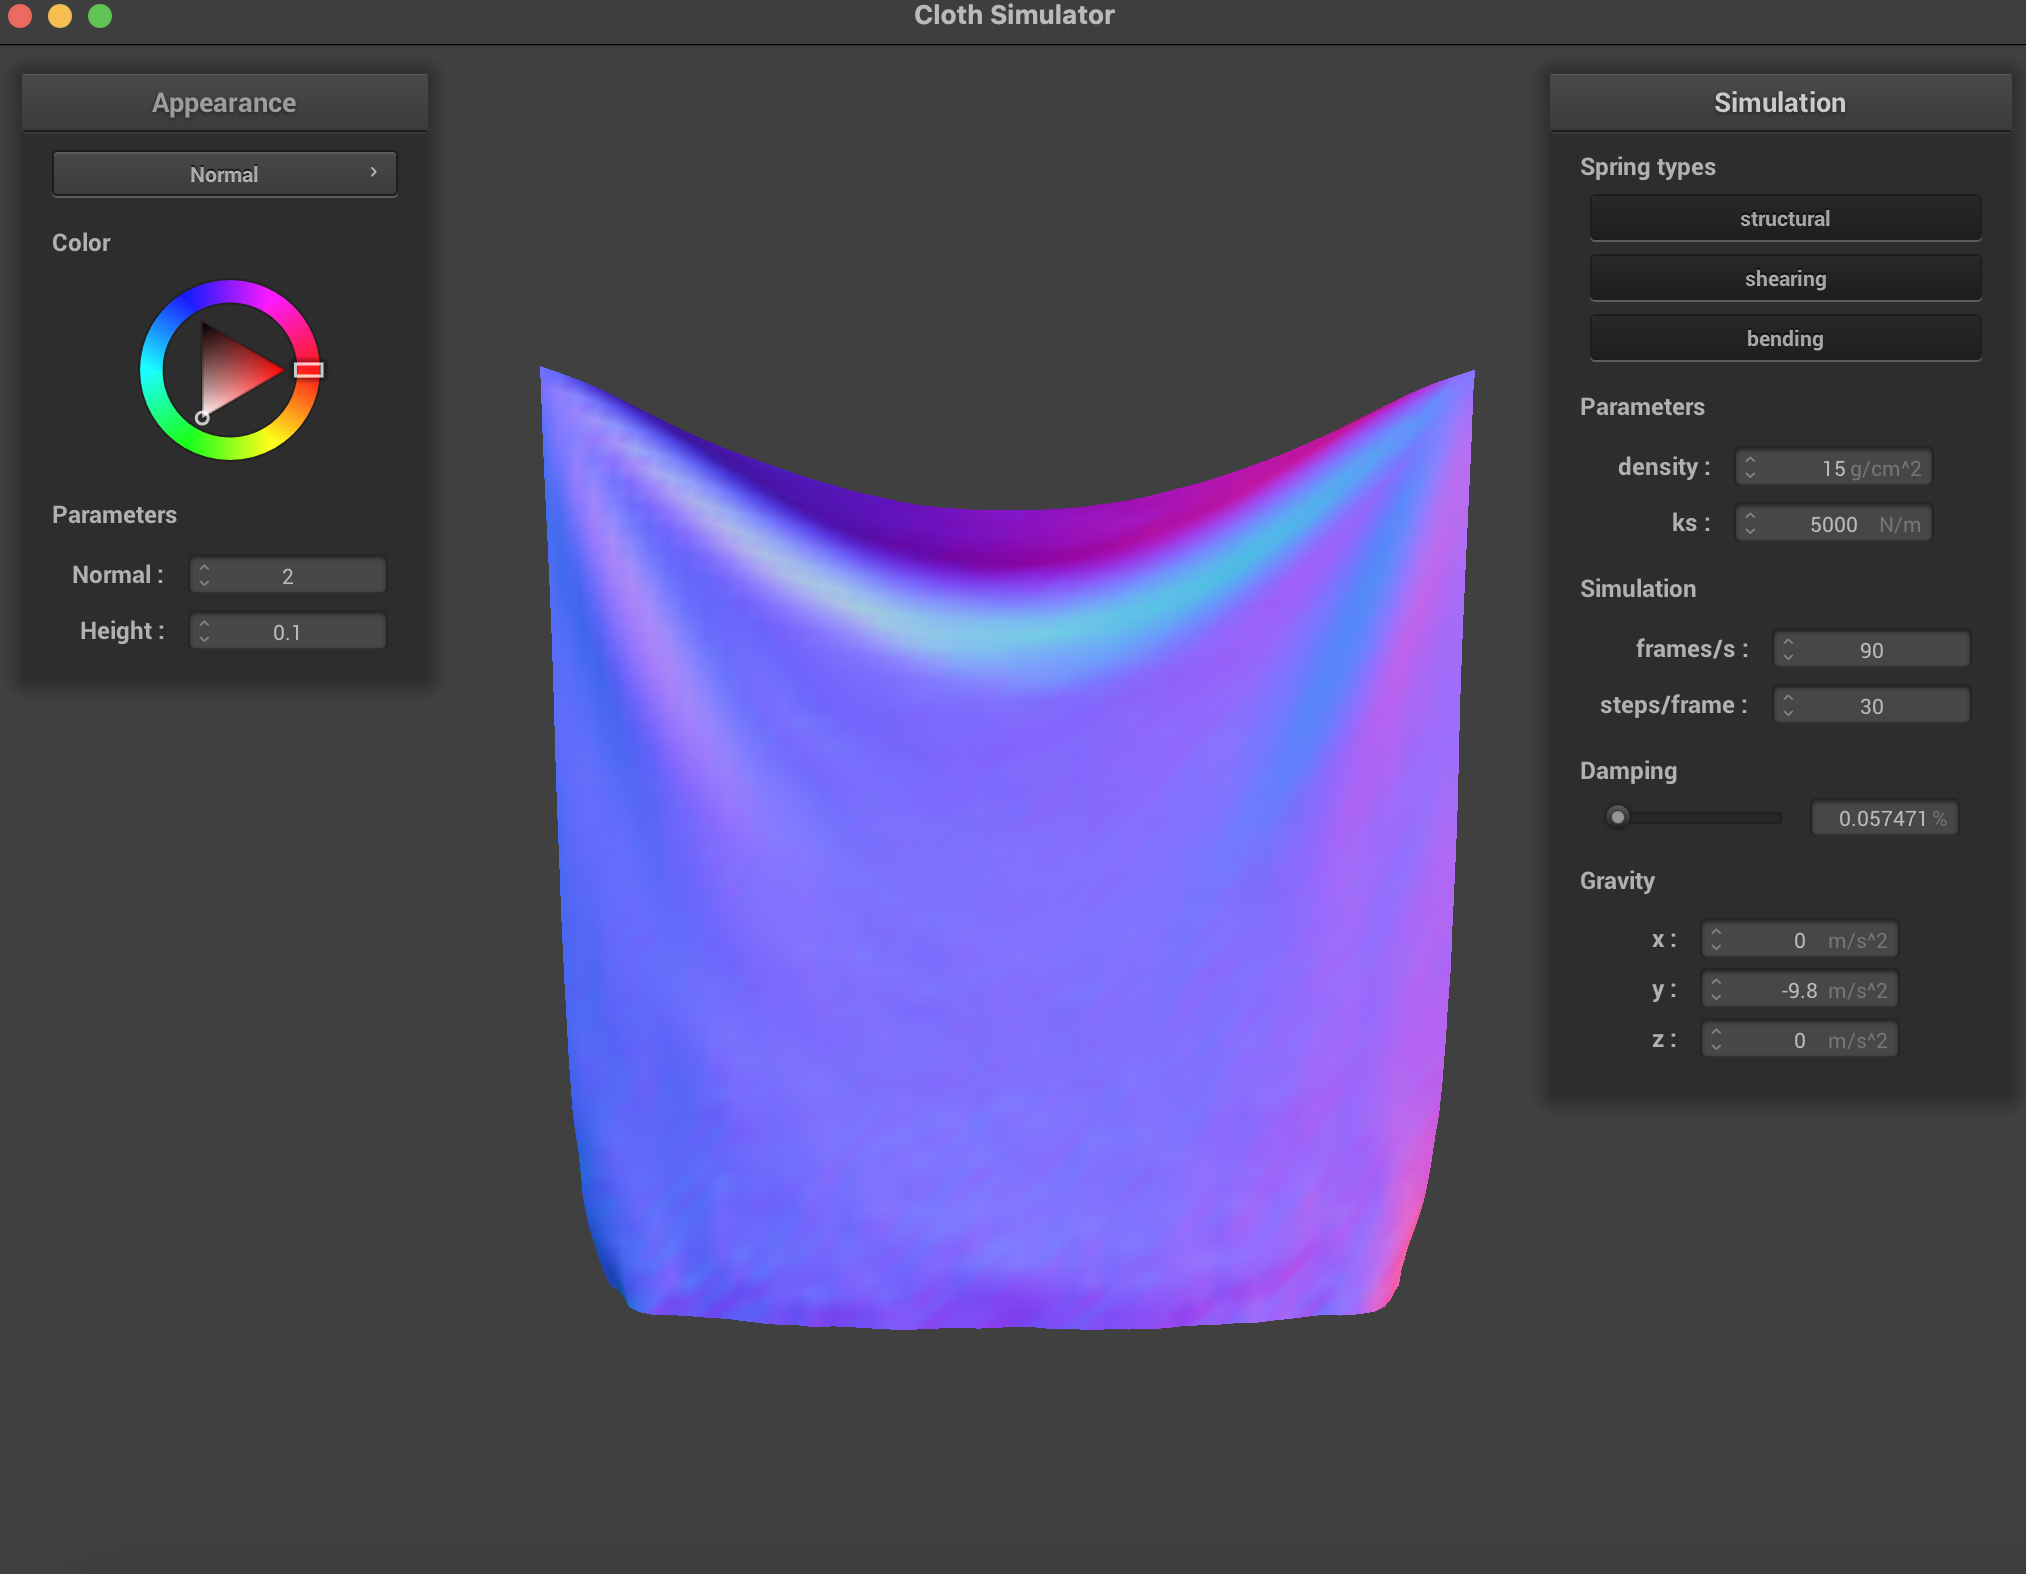 Cloth Simulator
Appearance
Normal
Color
Parameters
Normal : 2
Height : 0.1
Simulation
Spring types
structural
shearing
bending
Parameters
density : 15 g/cm^2
ks : 5000 N/m
Simulation
frames/s : 90
steps/frame : 30
Damping
0.057471 %
Gravity
x : 0 m/s^2
y : -9.8 m/s^2
z : 0 m/s^2